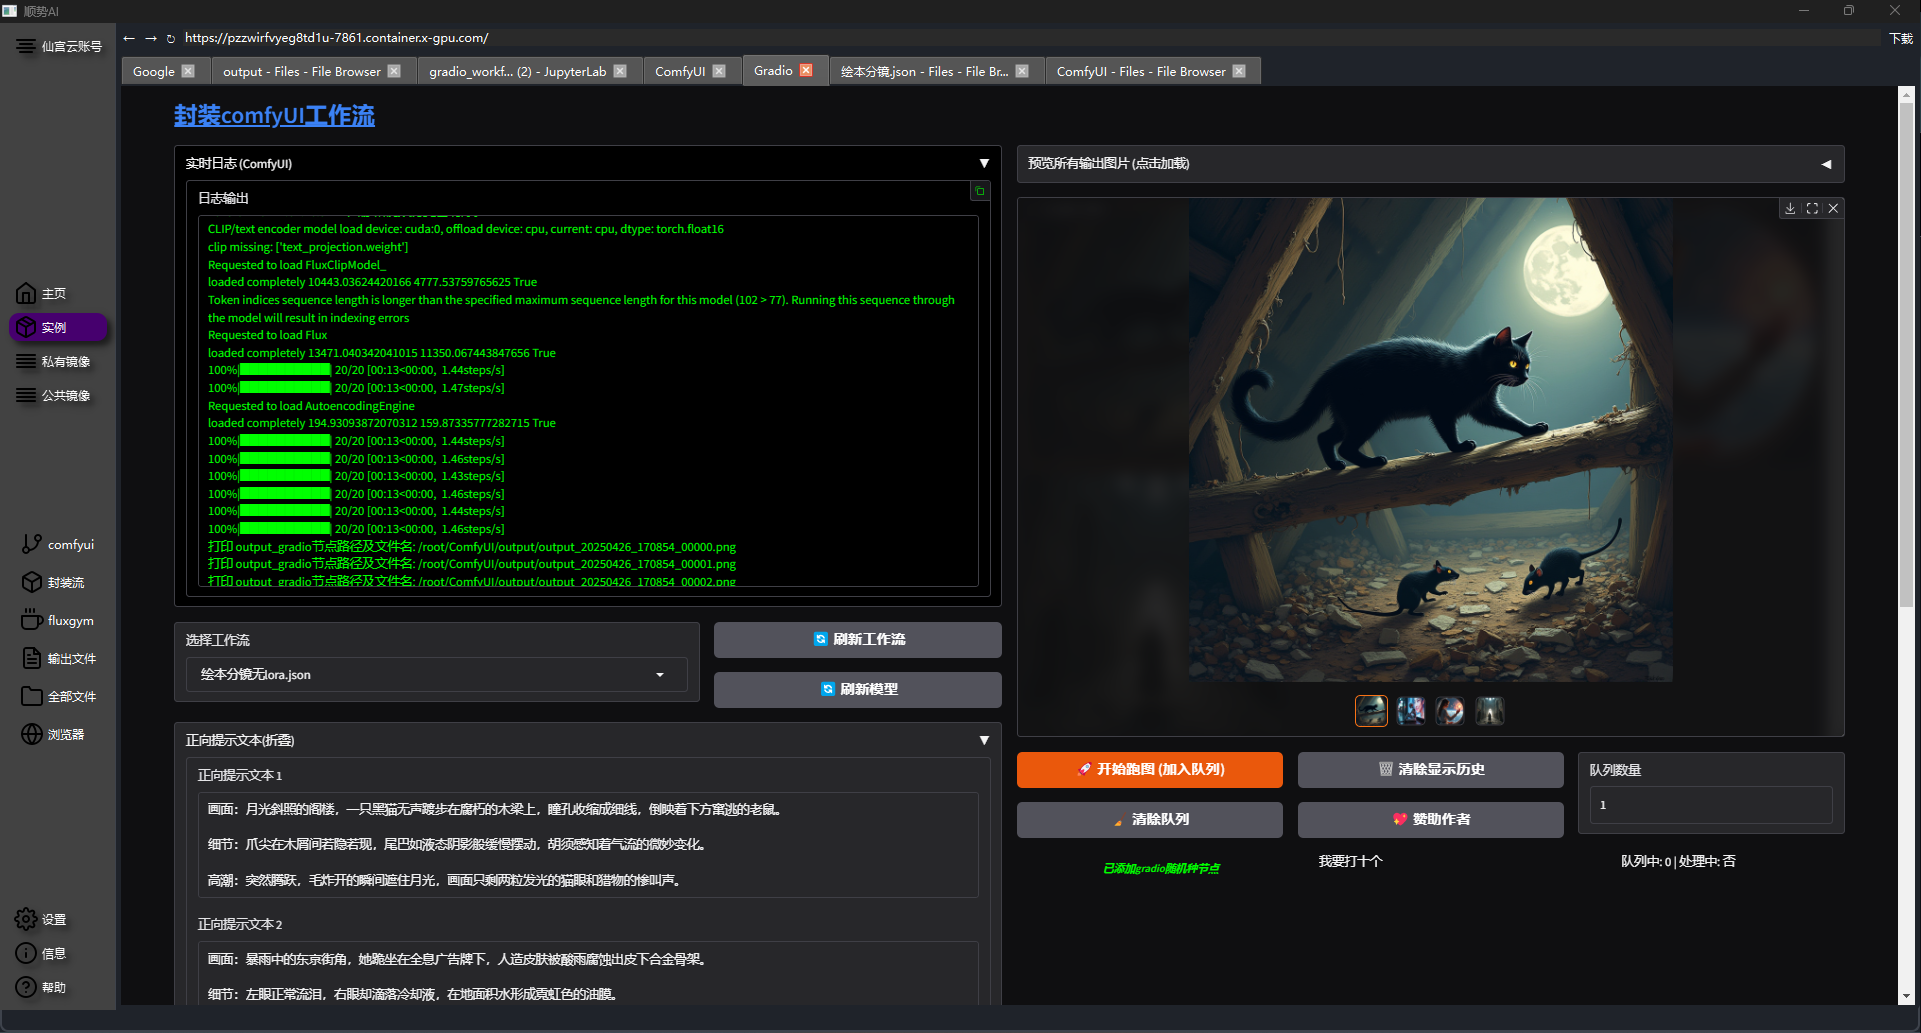 顺势AI
仙宫云账号
https://pzzwirfvyeg8td1u-7861.container.x-gpu.com/
下载
Google
output - Files - File Browser
gradio_workf... (2) - JupyterLab
ComfyUI
Gradio
绘本分镜.json - Files - File Br...
ComfyUI - Files - File Browser
主页
实例
私有镜像
公共镜像
comfyui
封装流
fluxgym
输出文件
全部文件
浏览器
设置
信息
帮助
封装comfyUI工作流
实时日志 (ComfyUI)
日志输出
CLIP/text encoder model load device: cuda:0, offload device: cpu, current: cpu, dtype: torch.float16
clip missing: ['text_projection.weight']
Requested to load FluxClipModel_
loaded completely 10443.03624420166 4777.53759765625 True
Token indices sequence length is longer than the specified maximum sequence length for this model (102 > 77). Running this sequence through
the model will result in indexing errors
Requested to load Flux
loaded completely 13471.040342041015 11350.067443847656 True
100%|██████████| 20/20 [00:13<00:00, 1.44steps/s]
100%|██████████| 20/20 [00:13<00:00, 1.47steps/s]
Requested to load AutoencodingEngine
loaded completely 194.93093872070312 159.87335777282715 True
100%|██████████| 20/20 [00:13<00:00, 1.44steps/s]
100%|██████████| 20/20 [00:13<00:00, 1.46steps/s]
100%|██████████| 20/20 [00:13<00:00, 1.43steps/s]
100%|██████████| 20/20 [00:13<00:00, 1.46steps/s]
100%|██████████| 20/20 [00:13<00:00, 1.44steps/s]
100%|██████████| 20/20 [00:13<00:00, 1.46steps/s]
打印 output_gradio节点路径及文件名: /root/ComfyUI/output/output_20250426_170854_00000.png
打印 output_gradio节点路径及文件名: /root/ComfyUI/output/output_20250426_170854_00001.png
打印 output_gradio节点路径及文件名: /root/ComfyUI/output/output_20250426_170854_00002.png
选择工作流
绘本分镜无lora.json
刷新工作流
刷新模型
正向提示文本(折叠)
正向提示文本 1
画面：月光斜照的阁楼，一只黑猫无声踱步在腐朽的木梁上，瞳孔收缩成细线，倒映着下方窜逃的老鼠。
细节：爪尖在木屑间若隐若现，尾巴如液态阴影般缓慢摆动，胡须感知着气流的微妙变化。
高潮：突然腾跃，毛炸开的瞬间遮住月光，画面只剩两粒发光的猫眼和猎物的惨叫声。
正向提示文本 2
画面：暴雨中的东京街角，她跪坐在全息广告牌下，人造皮肤被酸雨腐蚀出皮下合金骨架。
细节：左眼正常流泪，右眼却滴落冷却液，在地面积水形成霓虹色的油膜。
预览所有输出图片 (点击加载)
开始跑图 (加入队列)
清除显示历史
队列数量
1
清除队列
赞助作者
已添加gradio随机种节点
我要打十个
队列中: 0 | 处理中: 否